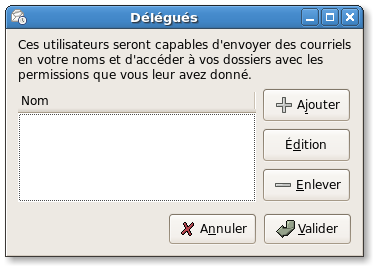 Délégués
Ces utilisateurs seront capables d'envoyer des courriels
en votre noms et d'accéder à vos dossiers avec les
permissions que vous leur avez donné.
Nom
Ajouter
Édition
Enlever
Annuler
Valider